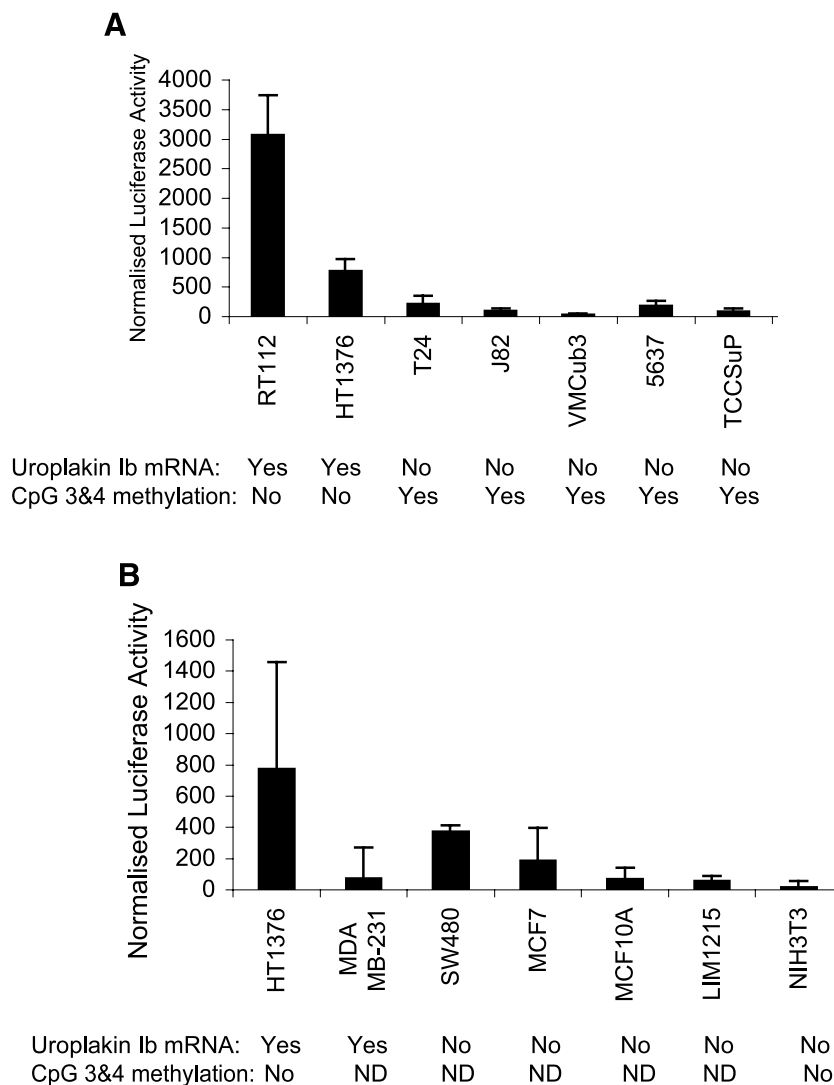 A
Normalised Luciferase Activity
4000
3500
3000
2500
2000
1500
1000
500
0
RT112
HT1376
T24
J82
VMCub3
5637
TCCSuP
Uroplakin Ib mRNA: Yes Yes No No No No No
CpG 3&4 methylation: No No Yes Yes Yes Yes Yes
B
Normalised Luciferase Activity
1600
1400
1200
1000
800
600
400
200
0
HT1376
MDA
MB-231
SW480
MCF7
MCF10A
LIM1215
NIH3T3
Uroplakin Ib mRNA: Yes Yes No No No No No
CpG 3&4 methylation: No ND ND ND ND ND No